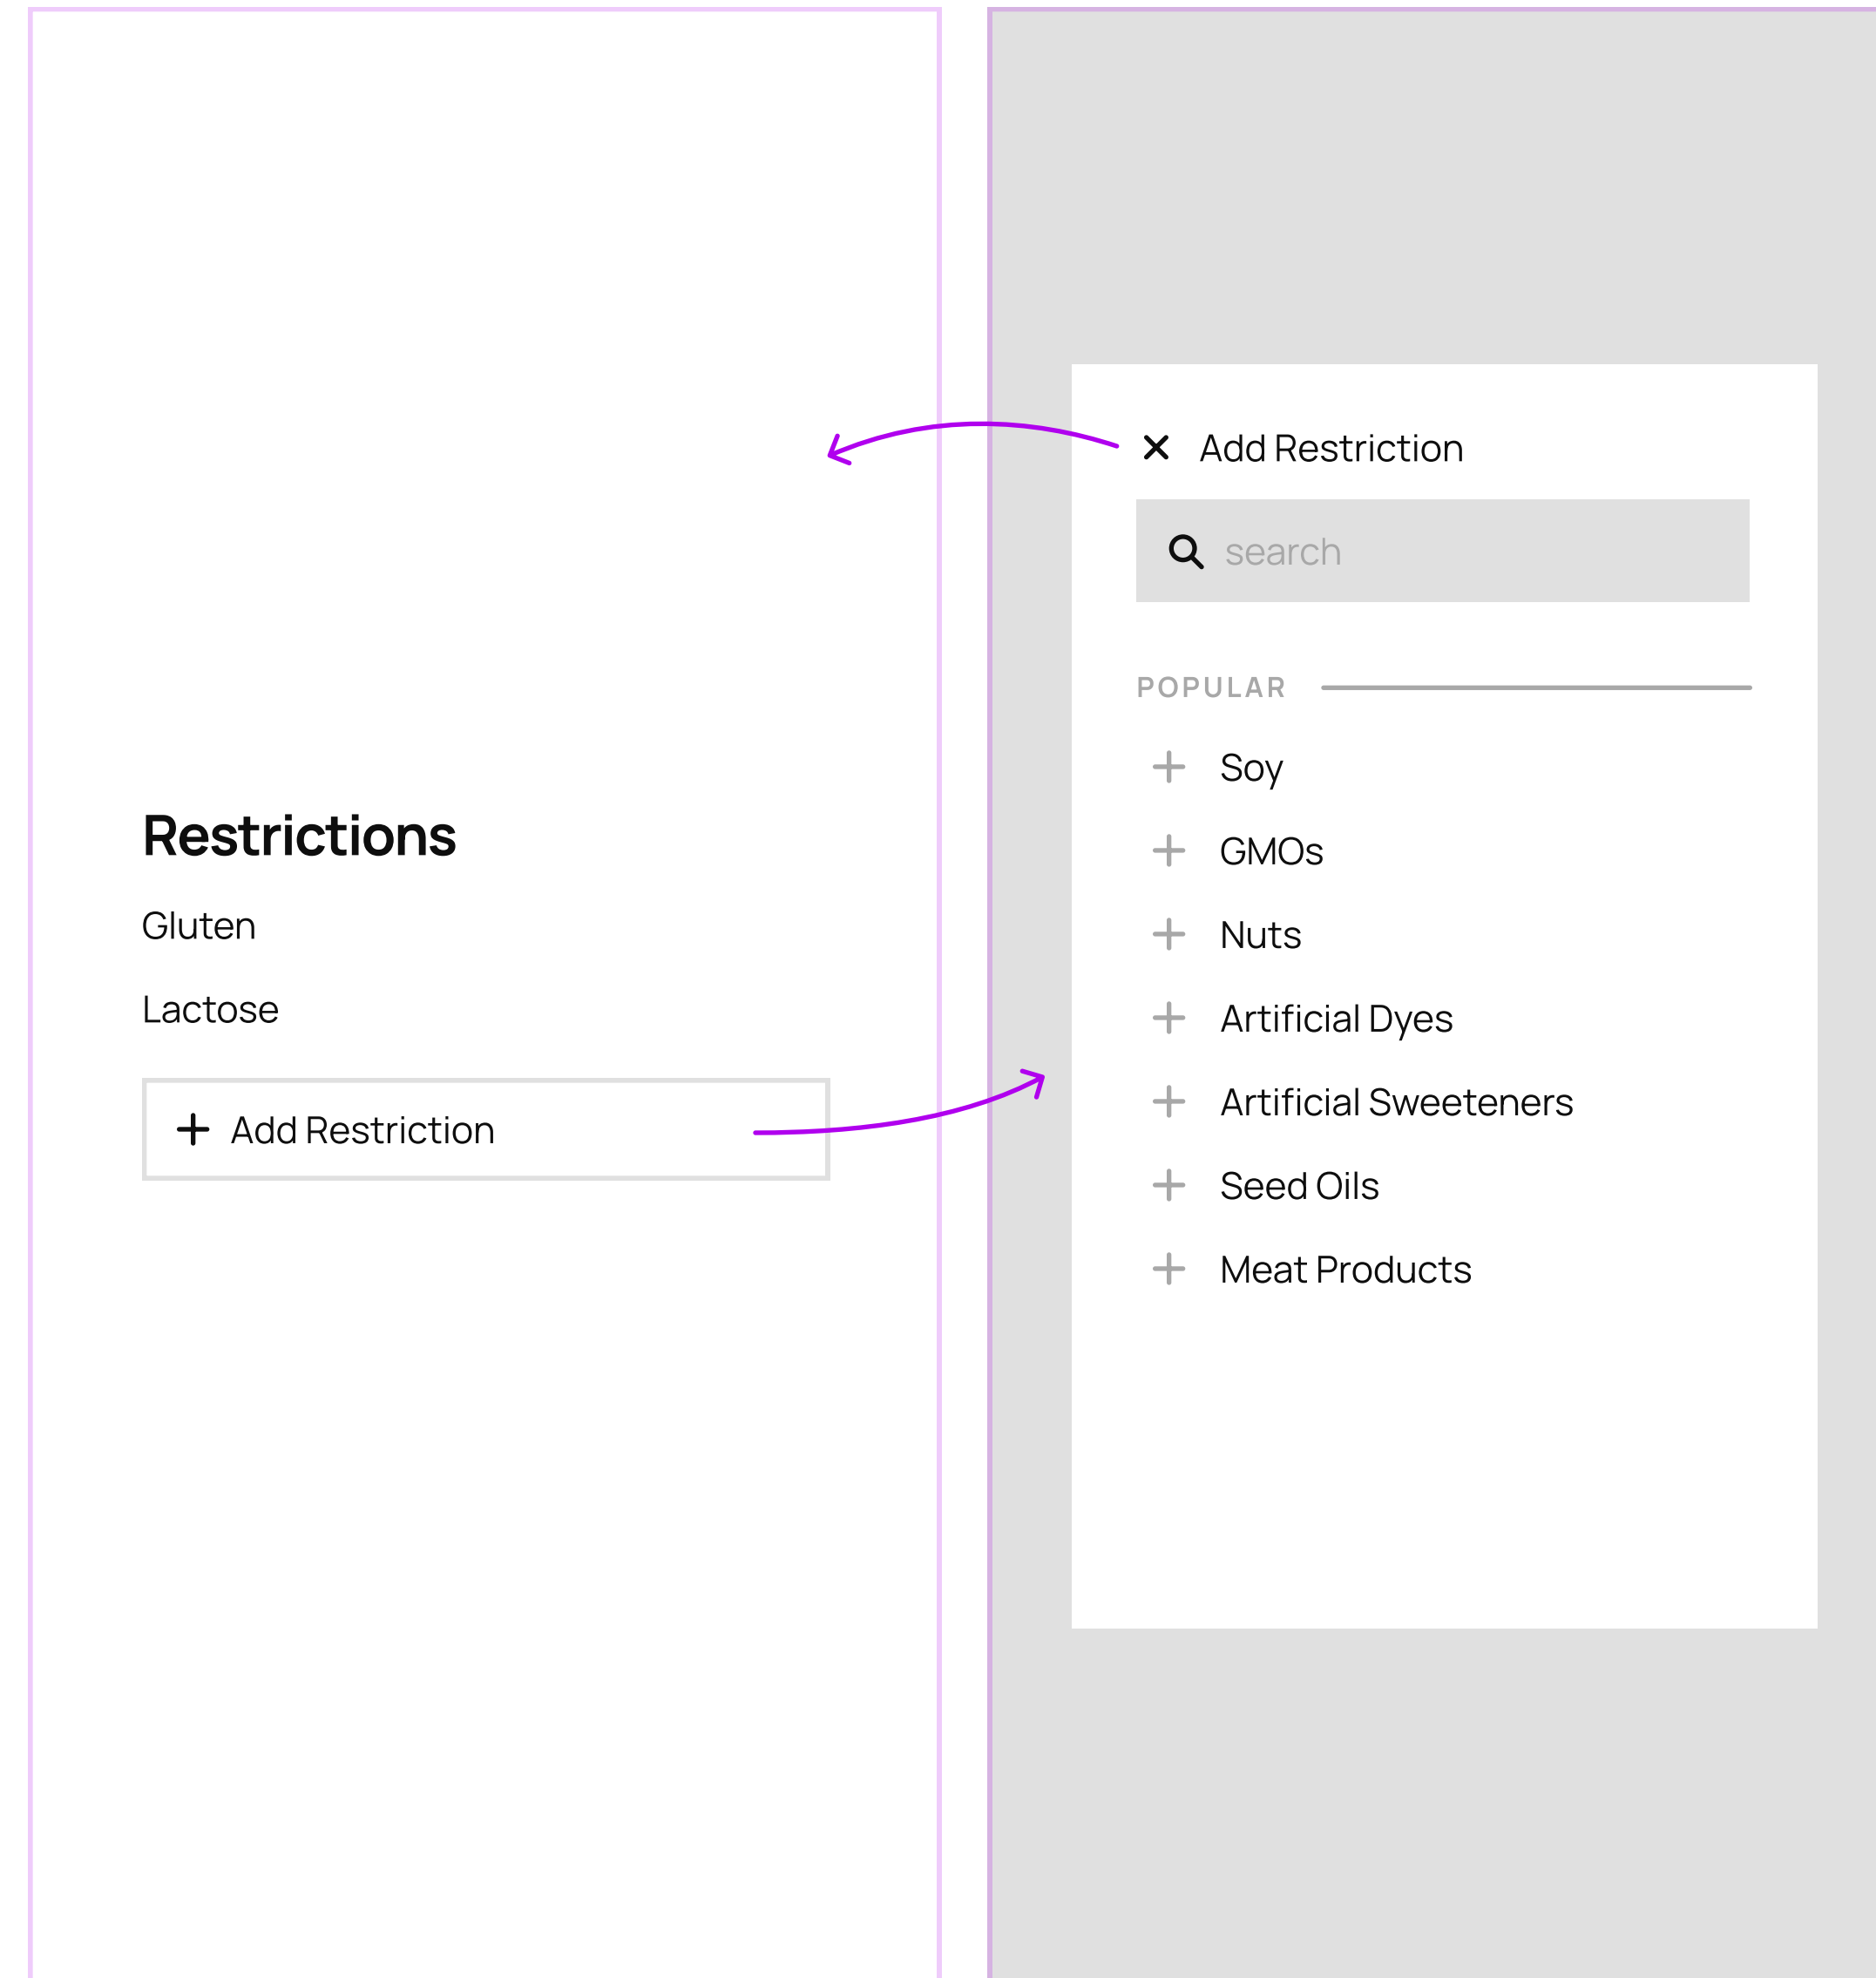 Restrictions
Gluten
Lactose
Add Restriction
Add Restriction
search
POPULAR
Soy
GMOs
Nuts
Artificial Dyes
Artificial Sweeteners
Seed Oils
Meat Products